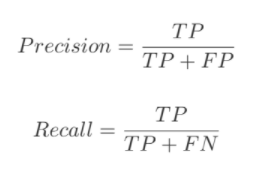 Precision = TP / TP + FP
Recall = TP / TP + FN